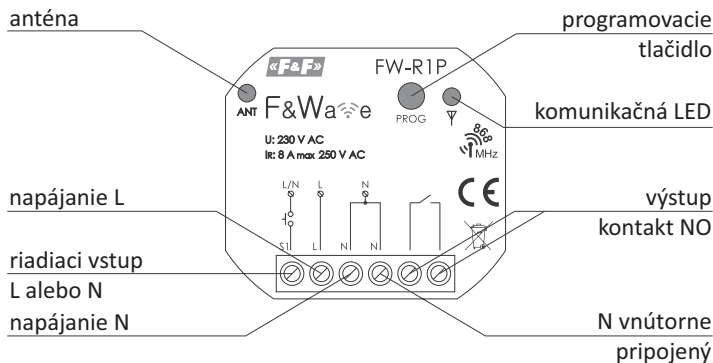 anténa
programovacie
tlačidlo
«F&F»
FW-R1P
ANT
F&Wave
PROG
komunikačná LED
U: 230 V AC
IR: 8 A max 250 V AC
868
MHz
L/N L N
CE
napájanie L
výstup
kontakt NO
S1 L N N
riadiaci vstup
L alebo N
napájanie N
N vnútorne
pripojený